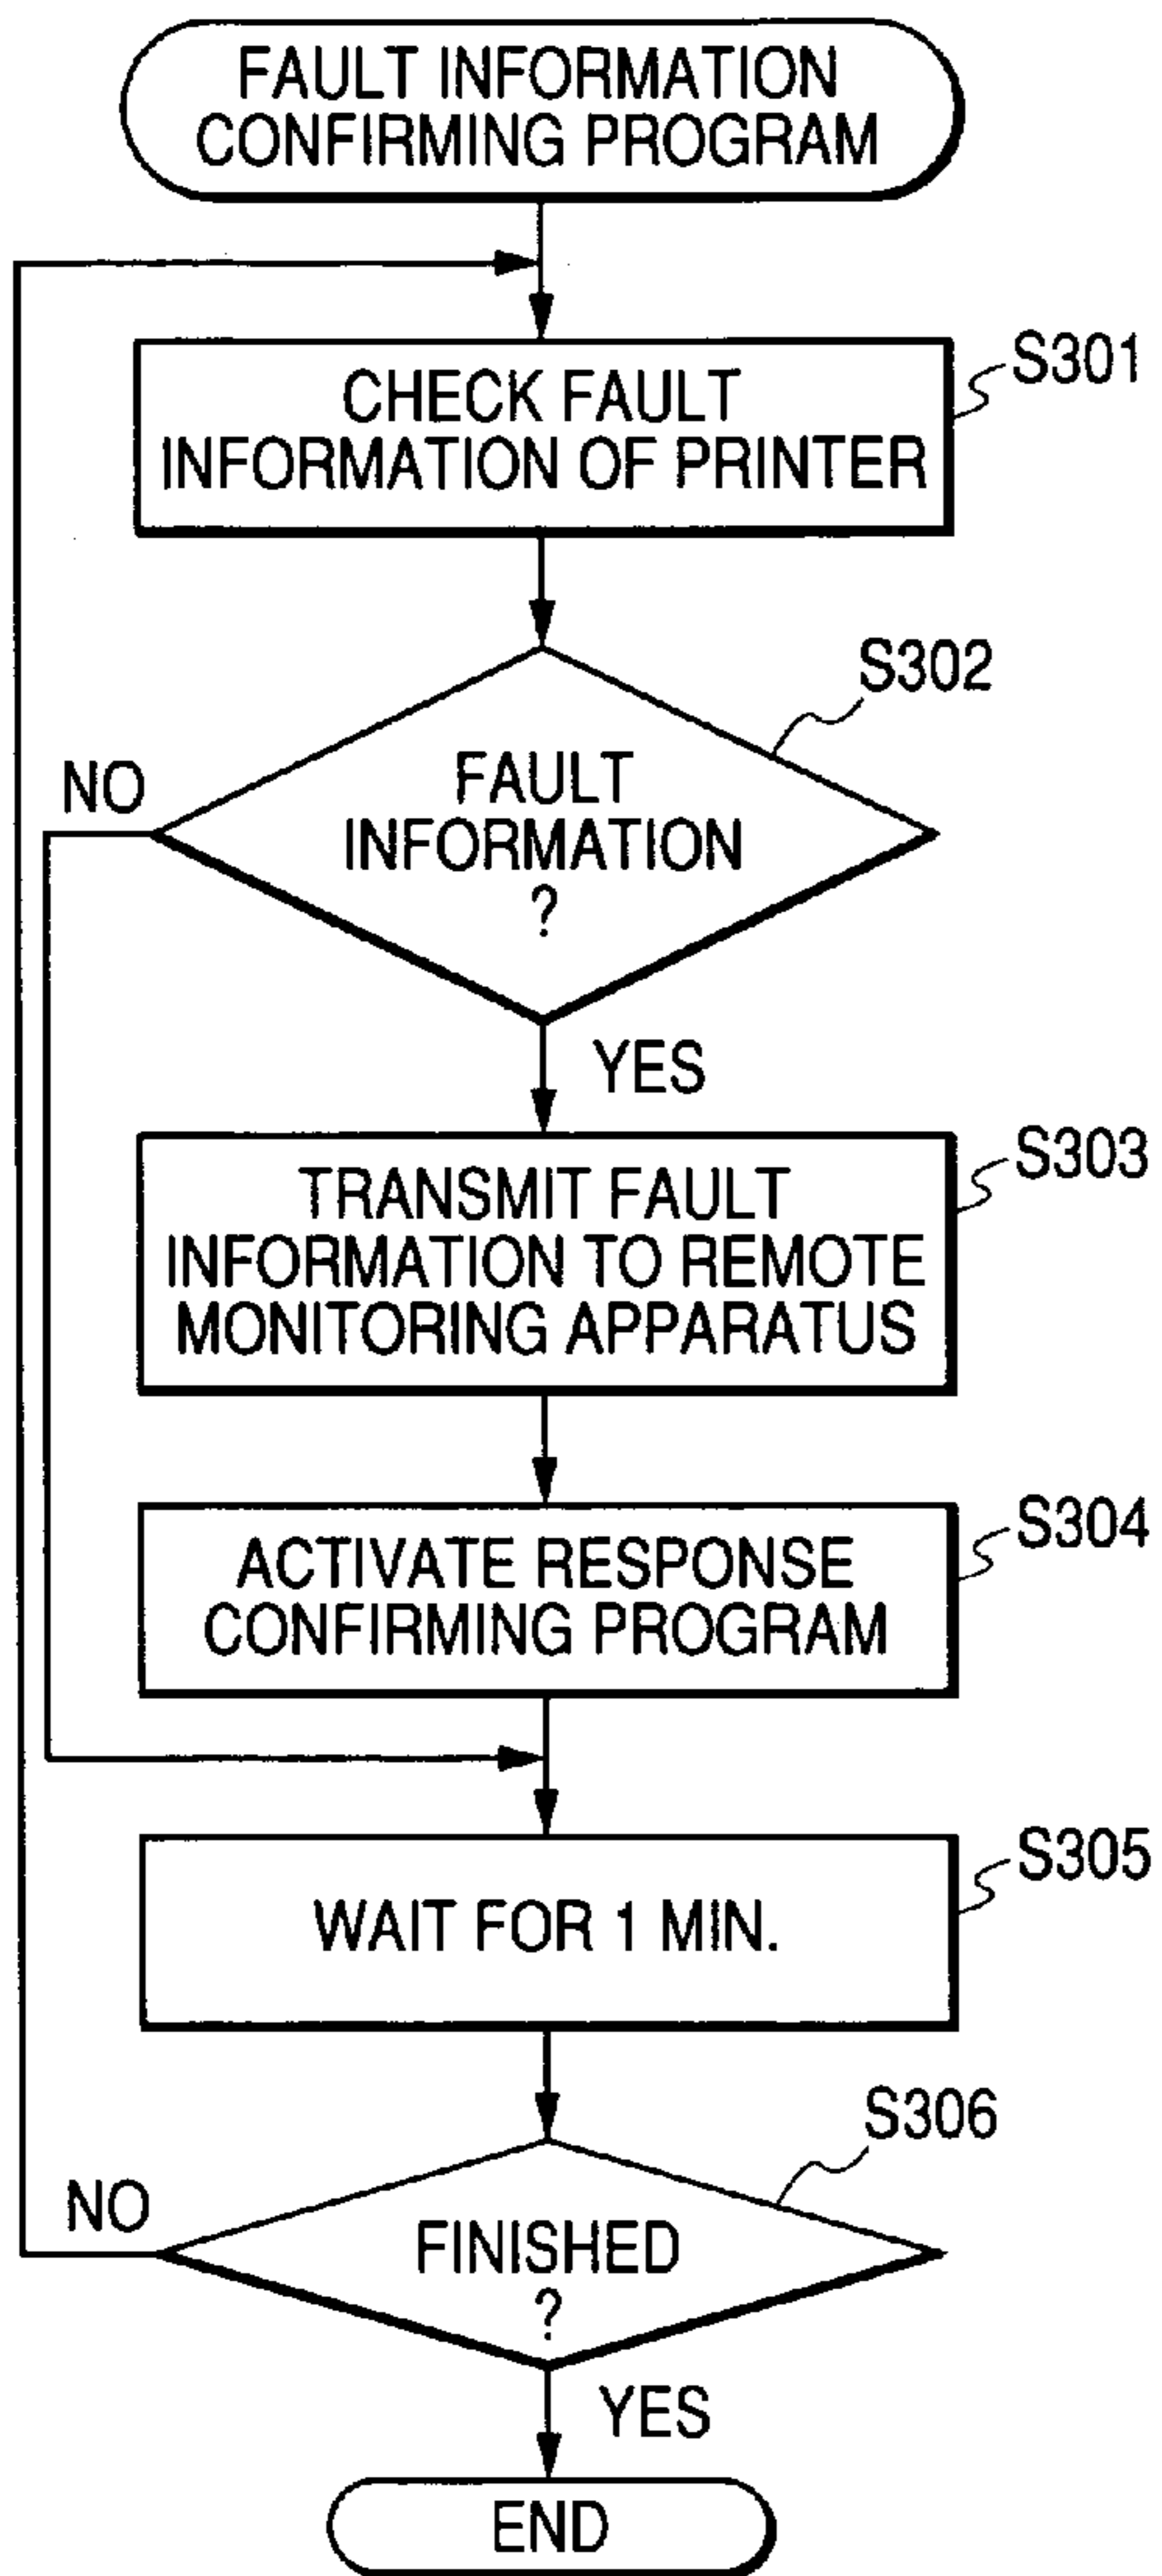 FAULT INFORMATION
CONFIRMING PROGRAM
S301
CHECK FAULT
INFORMATION OF PRINTER
S302
NO
FAULT
INFORMATION
?
YES
S303
TRANSMIT FAULT
INFORMATION TO REMOTE
MONITORING APPARATUS
S304
ACTIVATE RESPONSE
CONFIRMING PROGRAM
S305
WAIT FOR 1 MIN.
S306
NO
FINISHED
?
YES
END